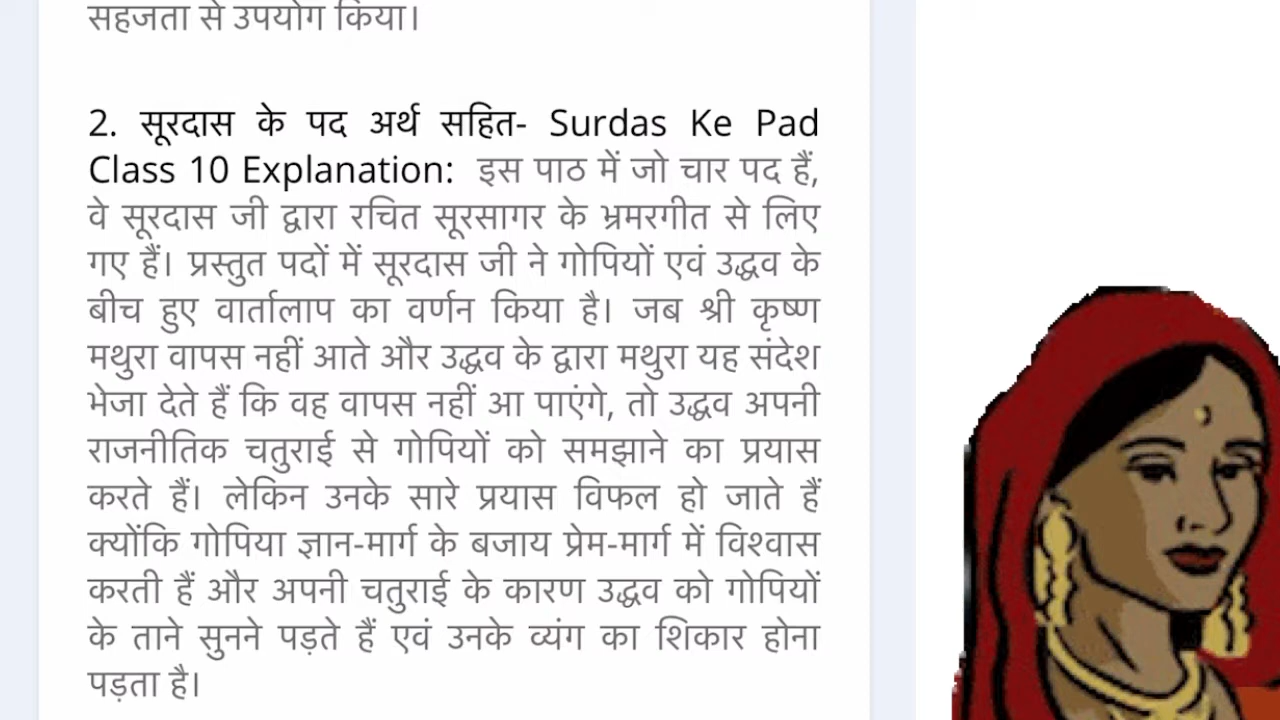 सहजता से उपयोग किया।
2. सूरदास के पद अर्थ सहित- Surdas Ke Pad
Class 10 Explanation: इस पाठ में जो चार पद हैं,
वे सूरदास जी द्वारा रचित सूरसागर के भ्रमरगीत से लिए
गए हैं। प्रस्तुत पदों में सूरदास जी ने गोपियों एवं उद्धव के
बीच हुए वार्तालाप का वर्णन किया है। जब श्री कृष्ण
मथुरा वापस नहीं आते और उद्धव के द्वारा मथुरा यह संदेश
भेजा देते हैं कि वह वापस नहीं आ पाएंगे, तो उद्धव अपनी
राजनीतिक चतुराई से गोपियों को समझाने का प्रयास
करते हैं। लेकिन उनके सारे प्रयास विफल हो जाते हैं
क्योंकि गोपिया ज्ञान-मार्ग के बजाय प्रेम-मार्ग में विश्वास
करती हैं और अपनी चतुराई के कारण उद्धव को गोपियों
के ताने सुनने पड़ते हैं एवं उनके व्यंग का शिकार होना
पड़ता है।